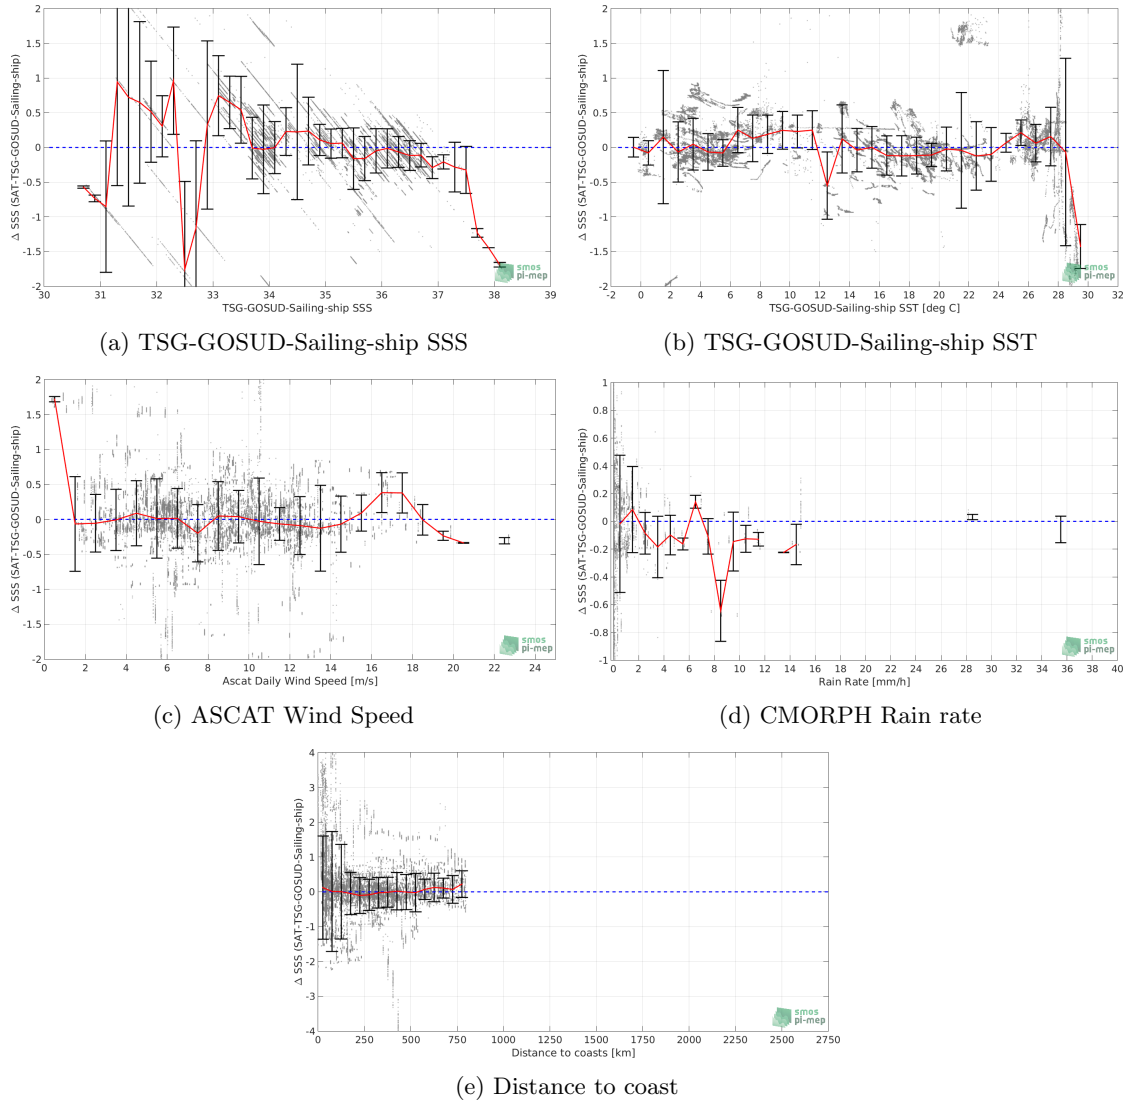 2
1.5
1
0.5
0
-0.5
-1
-1.5
-2
Δ SSS (SAT-TSG-GOSUD-Sailing-ship)
30 31 32 33 34 35 36 37 38 39
TSG-GOSUD-Sailing-ship SSS
smos
pi-mep
(a) TSG-GOSUD-Sailing-ship SSS
2
1.5
1
0.5
0
-0.5
-1
-1.5
-2
Δ SSS (SAT-TSG-GOSUD-Sailing-ship)
-2 0 2 4 6 8 10 12 14 16 18 20 22 24 26 28 30 32
TSG-GOSUD-Sailing-ship SST [deg C]
smos
pi-mep
(b) TSG-GOSUD-Sailing-ship SST
2
1.5
1
0.5
0
-0.5
-1
-1.5
-2
Δ SSS (SAT-TSG-GOSUD-Sailing-ship)
0 2 4 6 8 10 12 14 16 18 20 22 24
Ascat Daily Wind Speed [m/s]
smos
pi-mep
(c) ASCAT Wind Speed
1
0.8
0.6
0.4
0.2
0
-0.2
-0.4
-0.6
-0.8
-1
Δ SSS (SAT-TSG-GOSUD-Sailing-ship)
0 2 4 6 8 10 12 14 16 18 20 22 24 26 28 30 32 34 36 38 40
Rain Rate [mm/h]
smos
pi-mep
(d) CMORPH Rain rate
4
3
2
1
0
-1
-2
-3
-4
Δ SSS (SAT-TSG-GOSUD-Sailing-ship)
0 250 500 750 1000 1250 1500 1750 2000 2250 2500 2750
Distance to coasts [km]
smos
pi-mep
(e) Distance to coast